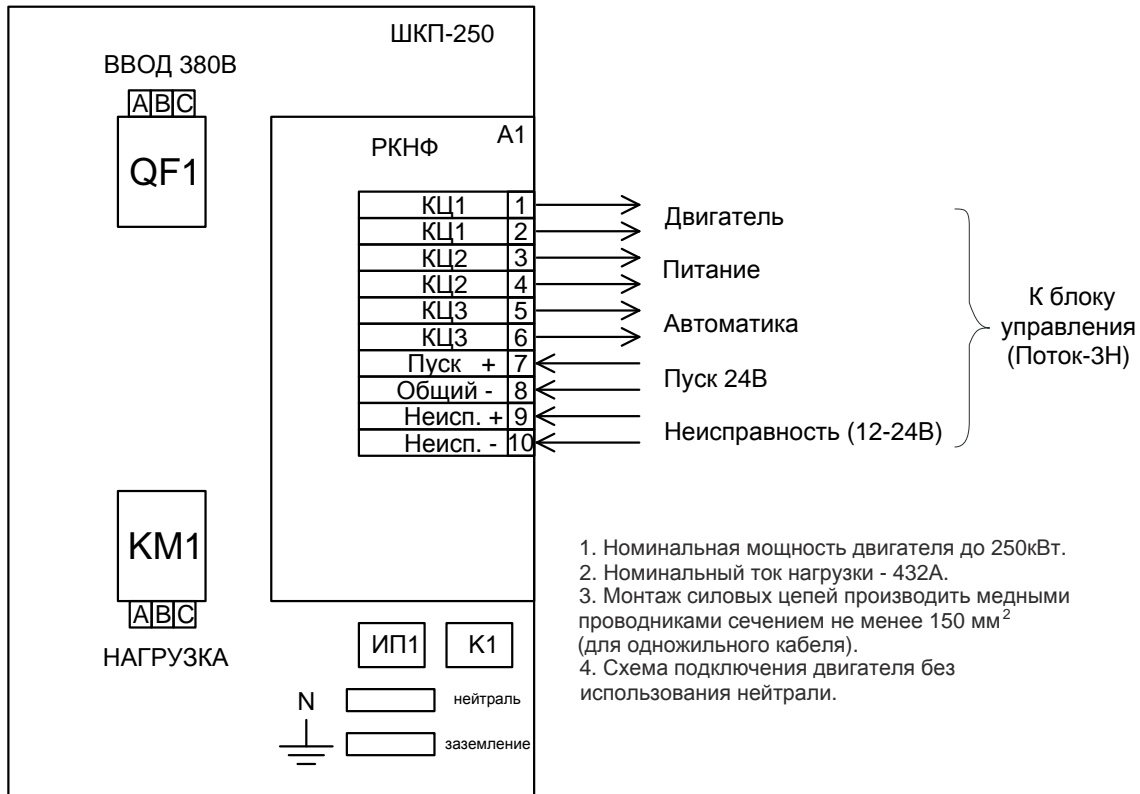 ШКП-250
ВВОД 380В
A B C
QF1
РКНФ
A1
КЦ1 1
КЦ1 2
КЦ2 3
КЦ2 4
КЦ3 5
КЦ3 6
Пуск + 7
Общий - 8
Неисп. + 9
Неисп. - 10
Двигатель
Питание
Автоматика
Пуск 24В
Неисправность (12-24В)
К блоку
управления
(Поток-3Н)
KM1
A B C
НАГРУЗКА
ИП1
K1
N
нейтраль
заземление
1. Номинальная мощность двигателя до 250кВт.
2. Номинальный ток нагрузки - 432А.
3. Монтаж силовых цепей производить медными
проводниками сечением не менее 150 мм²
(для одножильного кабеля).
4. Схема подключения двигателя без
использования нейтрали.